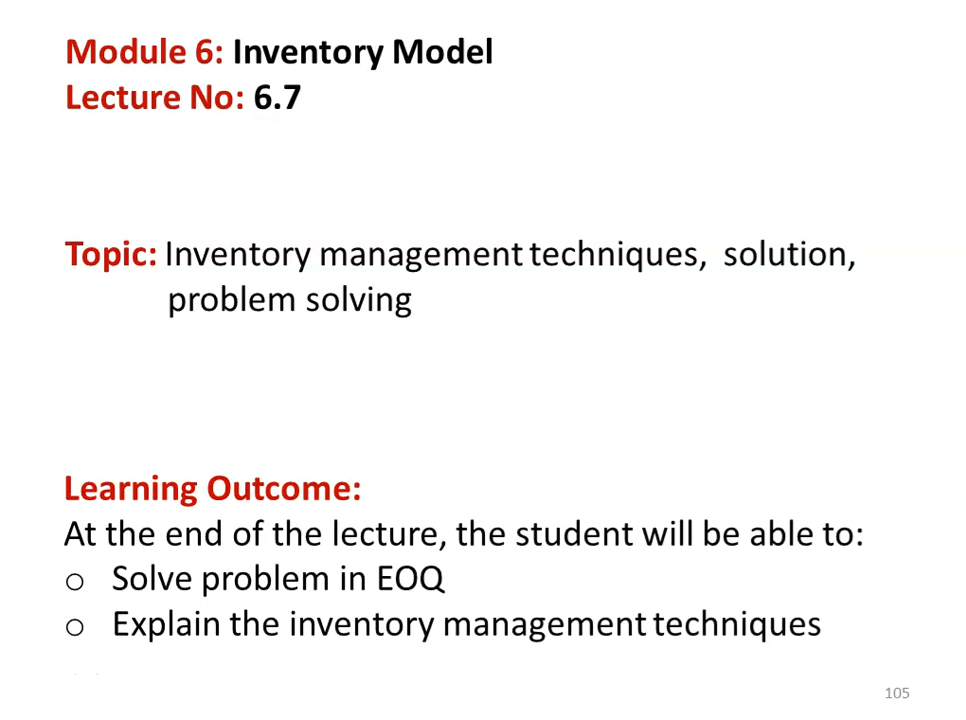 Module 6: Inventory Model
Lecture No: 6.7
Topic: Inventory management techniques, solution,
problem solving
Learning Outcome:
At the end of the lecture, the student will be able to:
o Solve problem in EOQ
o Explain the inventory management techniques
105